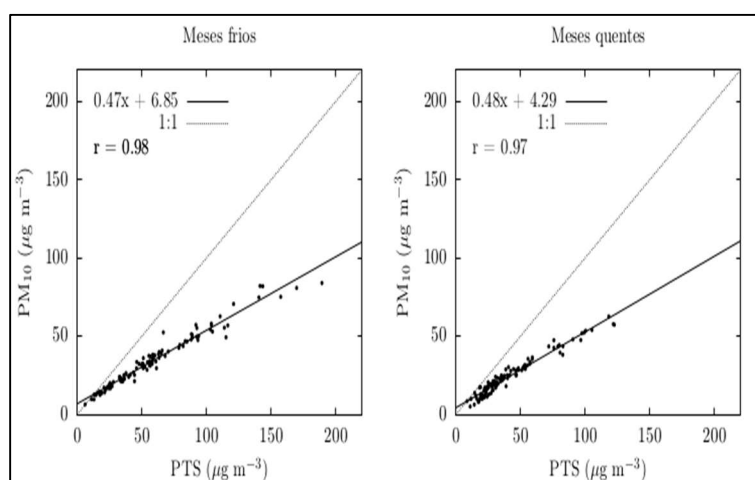 Meses frios
0.47x + 6.85
1:1
r = 0.98
PM10 (µg m−3)
200
150
100
50
0
0 50 100 150 200
PTS (µg m−3)
Meses quentes
0.48x + 4.29
1:1
r = 0.97
PM10 (µg m−3)
200
150
100
50
0
0 50 100 150 200
PTS (µg m−3)